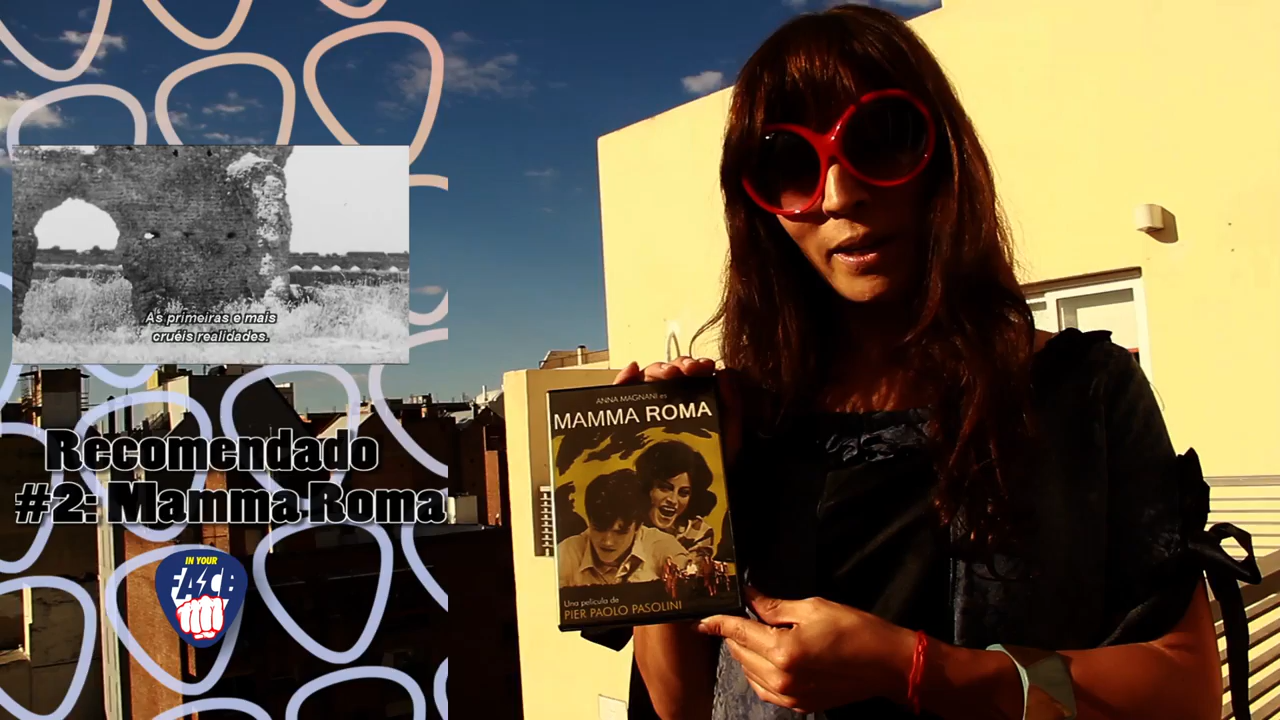 As primeiras e mais
cruéis realidades.
Recomendado
#2: Mamma Roma
IN YOUR
FACE
ANNA MAGNANI es
MAMMA ROMA
Una película de
PIER PAOLO PASOLINI